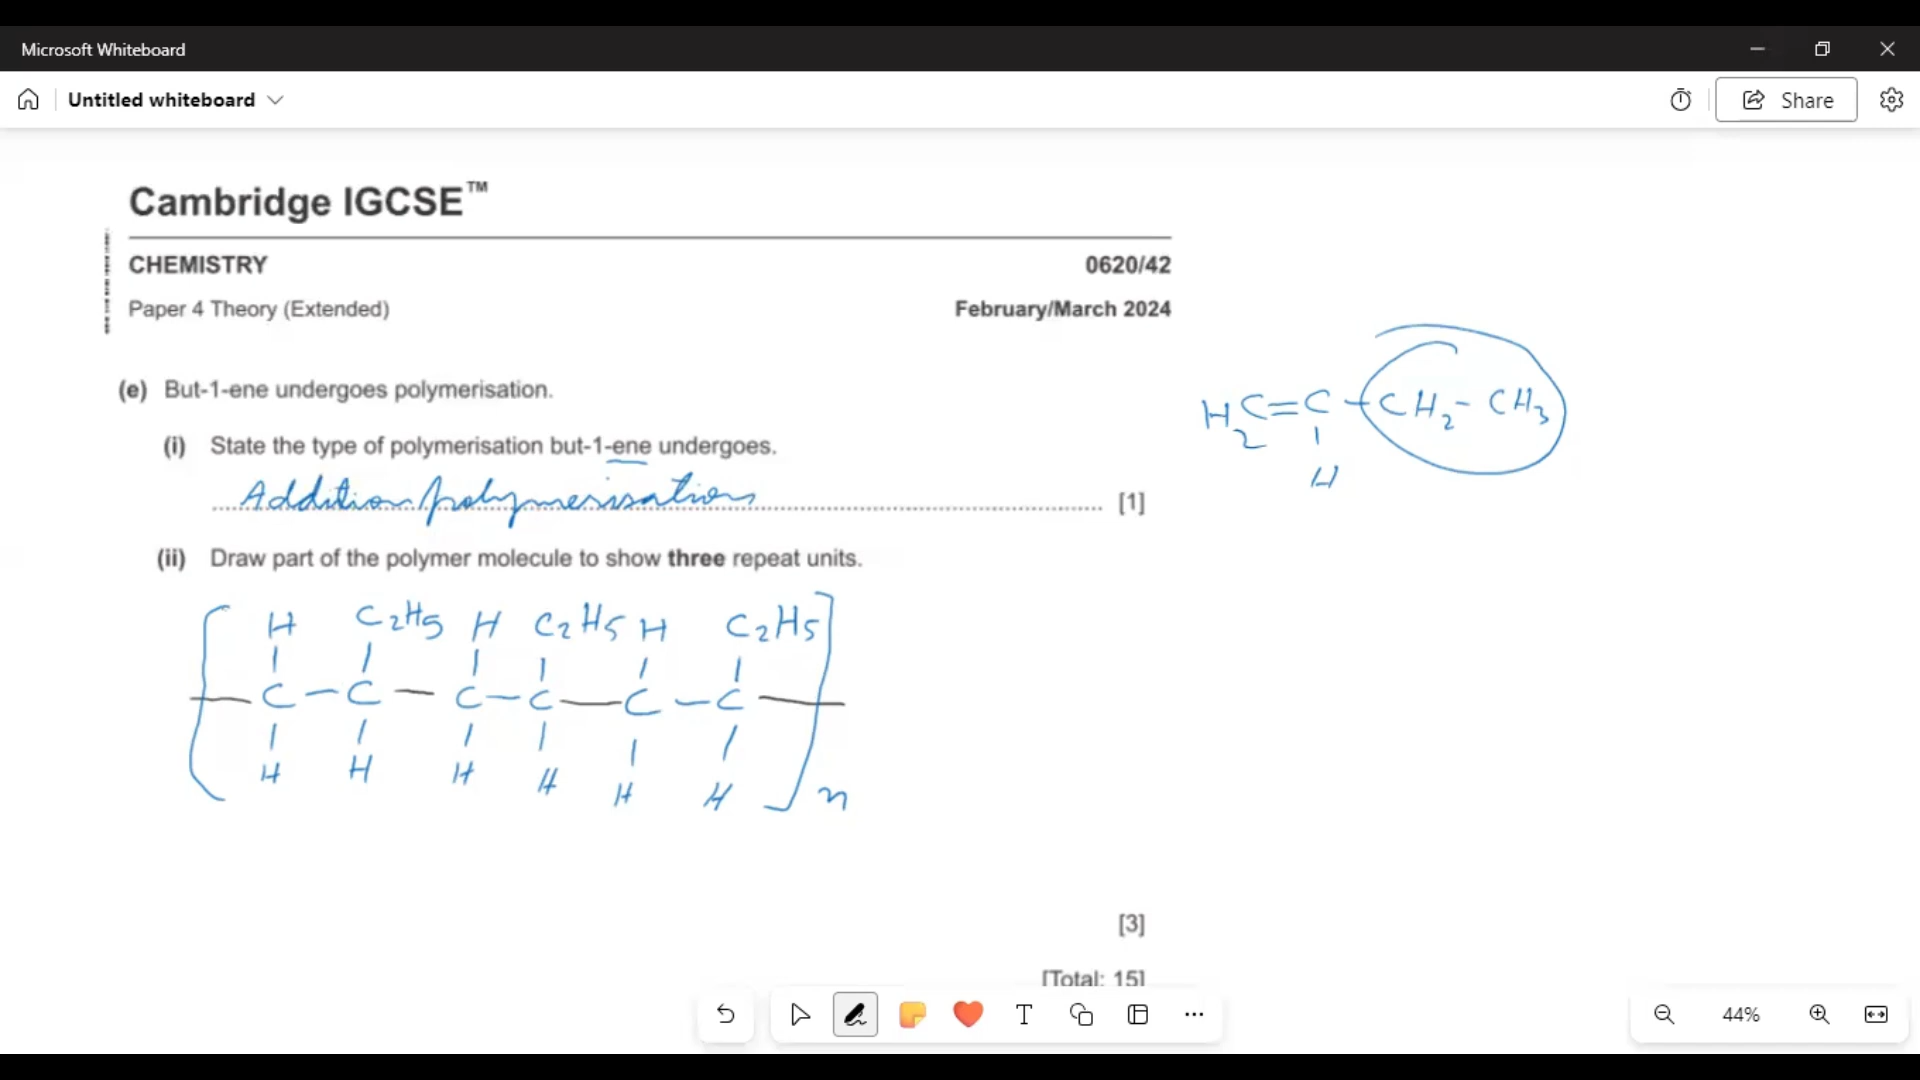 Microsoft Whiteboard
Untitled whiteboard
Share
Cambridge IGCSE™
CHEMISTRY 0620/42
Paper 4 Theory (Extended) February/March 2024
(e) But-1-ene undergoes polymerisation.
(i) State the type of polymerisation but-1-ene undergoes.
Addition polymerisation [1]
(ii) Draw part of the polymer molecule to show three repeat units.
H C2H5 H C2H5 H C2H5
C – C – C – C – C – C
H H H H H H n
H2C=C–CH2–CH3
H
[3]
[Total: 15]
T
44%